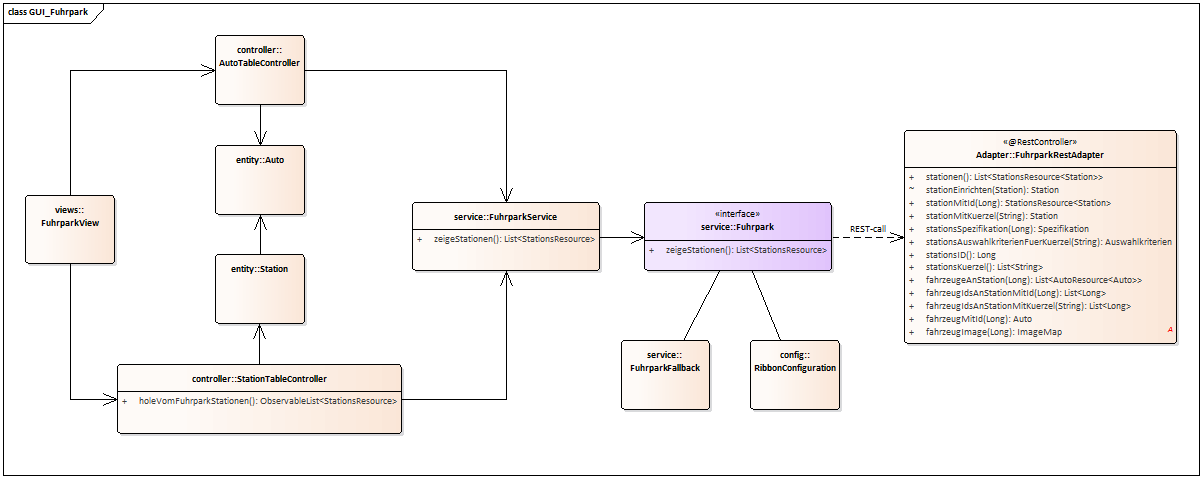 class GUI_Fuhrpark
controller::
AutoTableController
entity::Auto
views::
FuhrparkView
entity::Station
controller::StationTableController
+ holeVomFuhrparkStationen(): ObservableList<StationsResource>
service::FuhrparkService
+ zeigeStationen(): List<StationsResource>
«interface»
service::Fuhrpark
+ zeigeStationen(): List<StationsResource>
service::
FuhrparkFallback
config::
RibbonConfiguration
REST-call
«@RestController»
Adapter::FuhrparkRestAdapter
+ stationen(): List<StationsResource<Station>>
~ stationEinrichten(Station): Station
+ stationMitId(Long): StationsResource<Station>
+ stationMitKuerzel(String): Station
+ stationsSpezifikation(Long): Spezifikation
+ stationsAuswahlkriterienFuerKuerzel(String): Auswahlkriterien
+ stationsID(): Long
+ stationsKuerzel(): List<String>
+ fahrzeugeAnStation(Long): List<AutoResource<Auto>>
+ fahrzeugIdsAnStationMitId(Long): List<Long>
+ fahrzeugIdsAnStationMitKuerzel(String): List<Long>
+ fahrzeugMitId(Long): Auto
+ fahrzeugImage(Long): ImageMap
A